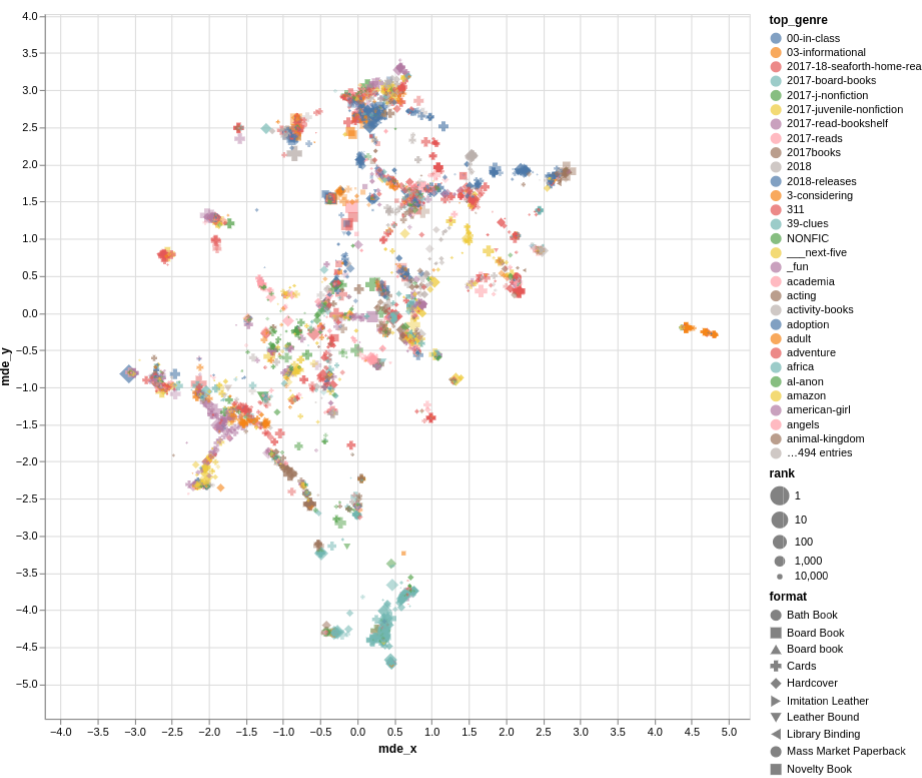 top_genre
00-in-class
03-informational
2017-18-seaforth-home-rea
2017-board-books
2017-j-nonfiction
2017-juvenile-nonfiction
2017-read-bookshelf
2017-reads
2017books
2018
2018-releases
3-considering
311
39-clues
NONFIC
___next-five
_fun
academia
acting
activity-books
adoption
adult
adventure
africa
al-anon
amazon
american-girl
angels
animal-kingdom
…494 entries
rank
1
10
100
1,000
10,000
format
Bath Book
Board Book
Board book
Cards
Hardcover
Imitation Leather
Leather Bound
Library Binding
Mass Market Paperback
Novelty Book
mde_y
4.0
3.5
3.0
2.5
2.0
1.5
1.0
0.5
0.0
−0.5
−1.0
−1.5
−2.0
−2.5
−3.0
−3.5
−4.0
−4.5
−5.0
−4.0 −3.5 −3.0 −2.5 −2.0 −1.5 −1.0 −0.5 0.0 0.5 1.0 1.5 2.0 2.5 3.0 3.5 4.0 4.5 5.0
mde_x